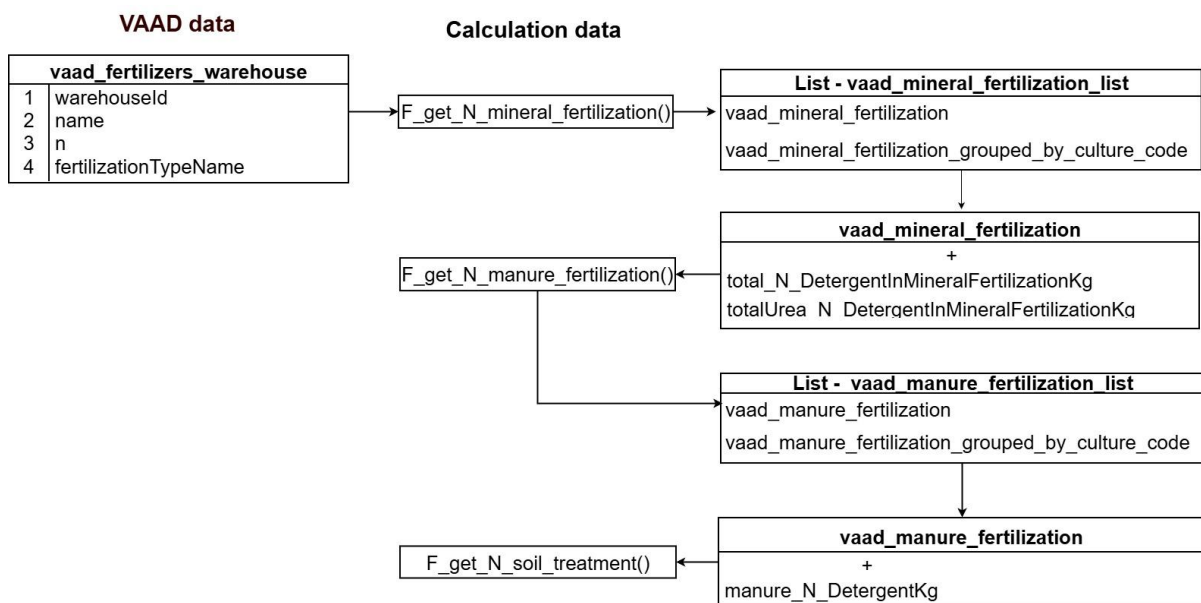 VAAD data
Calculation data
vaad_fertilizers_warehouse
1 warehouseId
2 name
3 n
4 fertilizationTypeName
F_get_N_mineral_fertilization()
List - vaad_mineral_fertilization_list
vaad_mineral_fertilization
vaad_mineral_fertilization_grouped_by_culture_code
vaad_mineral_fertilization
+
total_N_DetergentInMineralFertilizationKg
totalUrea_N_DetergentInMineralFertilizationKg
F_get_N_manure_fertilization()
List - vaad_manure_fertilization_list
vaad_manure_fertilization
vaad_manure_fertilization_grouped_by_culture_code
vaad_manure_fertilization
+
manure_N_DetergentKg
F_get_N_soil_treatment()